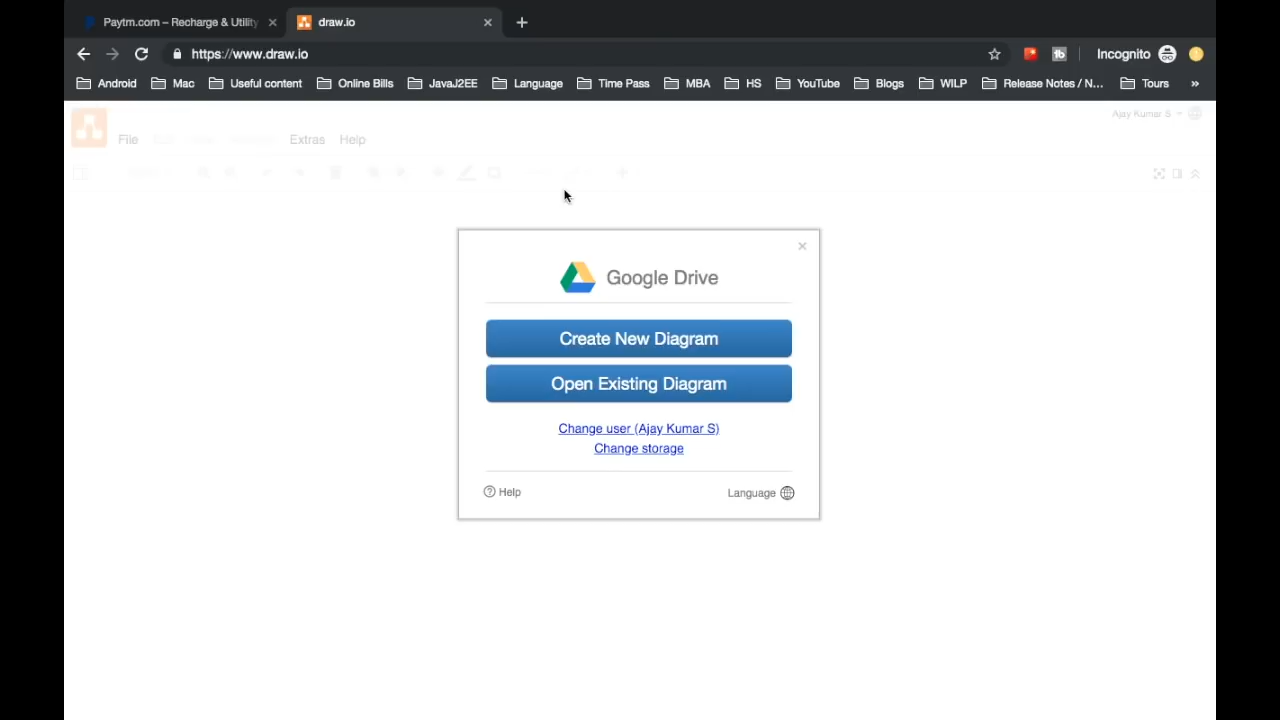 Paytm.com – Recharge & Utility
draw.io
https://www.draw.io
Incognito
Android
Mac
Useful content
Online Bills
JavaJ2EE
Language
Time Pass
MBA
HS
YouTube
Blogs
WILP
Release Notes / N...
Tours
»
Ajay Kumar S
File
Extras
Help
Google Drive
Create New Diagram
Open Existing Diagram
Change user (Ajay Kumar S)
Change storage
Help
Language